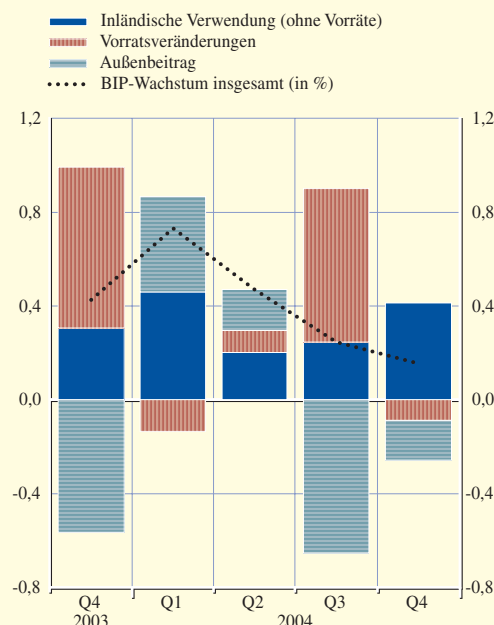 Inländische Verwendung (ohne Vorräte)
Vorratsveränderungen
Außenbeitrag
BIP-Wachstum insgesamt (in %)
1,2 1,2
0,8 0,8
0,4 0,4
0,0 0,0
-0,4 -0,4
-0,8 -0,8
Q4 Q1 Q2 Q3 Q4
2003 2004